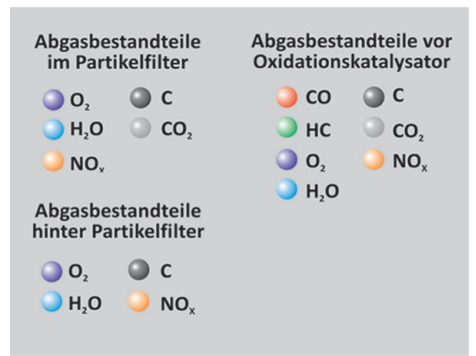 Abgasbestandteile
im Partikelfilter
O₂ C
H₂O CO₂
NOₓ
Abgasbestandteile
hinter Partikelfilter
O₂ C
H₂O NOₓ
Abgasbestandteile vor
Oxidationskatalysator
CO C
HC CO₂
O₂ NOₓ
H₂O